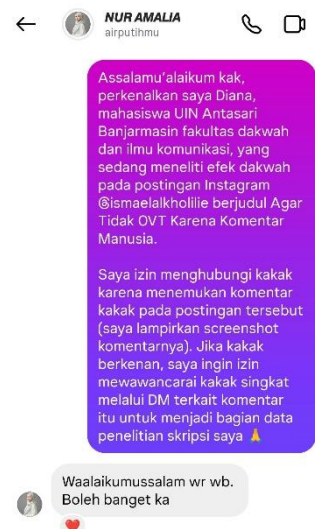 NUR AMALIA
airputihmu
Assalamu'alaikum kak,
perkenalkan saya Diana,
mahasiswa UIN Antasari
Banjarmasin fakultas dakwah
dan ilmu komunikasi, yang
sedang meneliti efek dakwah
pada postingan Instagram
@ismaelalkholilie berjudul Agar
Tidak OVT Karena Komentar
Manusia.
Saya izin menghubungi kakak
karena menemukan komentar
kakak pada postingan tersebut
(saya lampirkan screenshot
komentarnya). Jika kakak
berkenan, saya ingin izin
mewawancarai kakak singkat
melalui DM terkait komentar
itu untuk menjadi bagian data
penelitian skripsi saya 🙏
Waalaikumussalam wr wb.
Boleh banget ka